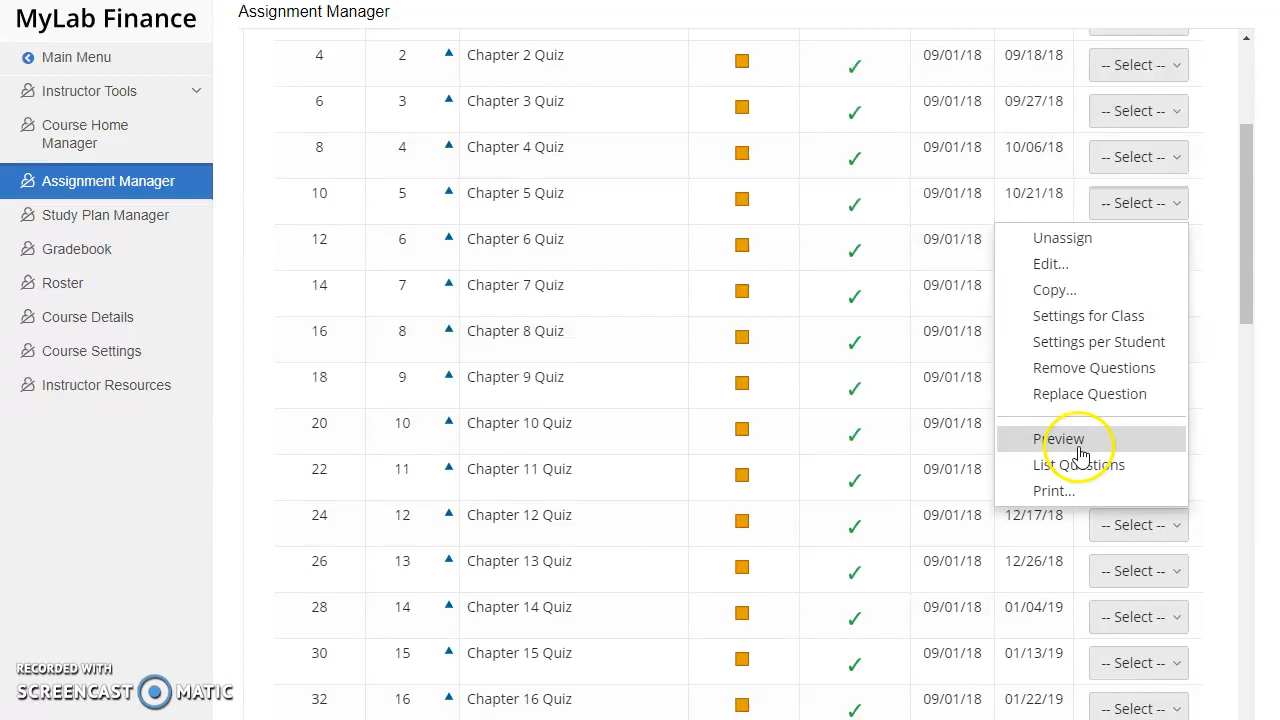 MyLab Finance
Main Menu
Instructor Tools
Course Home
Manager
Assignment Manager
Study Plan Manager
Gradebook
Roster
Course Details
Course Settings
Instructor Resources
RECORDED WITH
SCREENCAST MATIC
Assignment Manager
4 2 Chapter 2 Quiz 09/01/18 09/18/18 -- Select --
6 3 Chapter 3 Quiz 09/01/18 09/27/18 -- Select --
8 4 Chapter 4 Quiz 09/01/18 10/06/18 -- Select --
10 5 Chapter 5 Quiz 09/01/18 10/21/18 -- Select --
12 6 Chapter 6 Quiz 09/01/18
14 7 Chapter 7 Quiz 09/01/18
16 8 Chapter 8 Quiz 09/01/18
18 9 Chapter 9 Quiz 09/01/18
20 10 Chapter 10 Quiz 09/01/18
22 11 Chapter 11 Quiz 09/01/18
24 12 Chapter 12 Quiz 09/01/18 12/17/18 -- Select --
26 13 Chapter 13 Quiz 09/01/18 12/26/18 -- Select --
28 14 Chapter 14 Quiz 09/01/18 01/04/19 -- Select --
30 15 Chapter 15 Quiz 09/01/18 01/13/19 -- Select --
32 16 Chapter 16 Quiz 09/01/18 01/22/19 -- Select --
Unassign
Edit...
Copy...
Settings for Class
Settings per Student
Remove Questions
Replace Question
Preview
List Questions
Print...